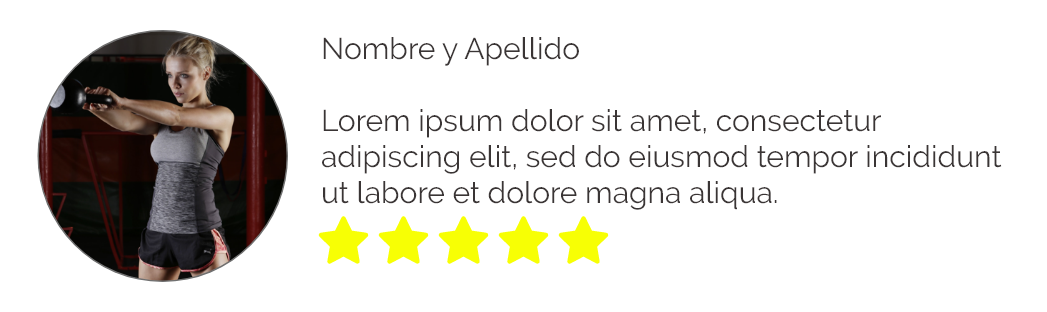 Nombre y Apellido
Lorem ipsum dolor sit amet, consectetur
adipiscing elit, sed do eiusmod tempor incididunt
ut labore et dolore magna aliqua.